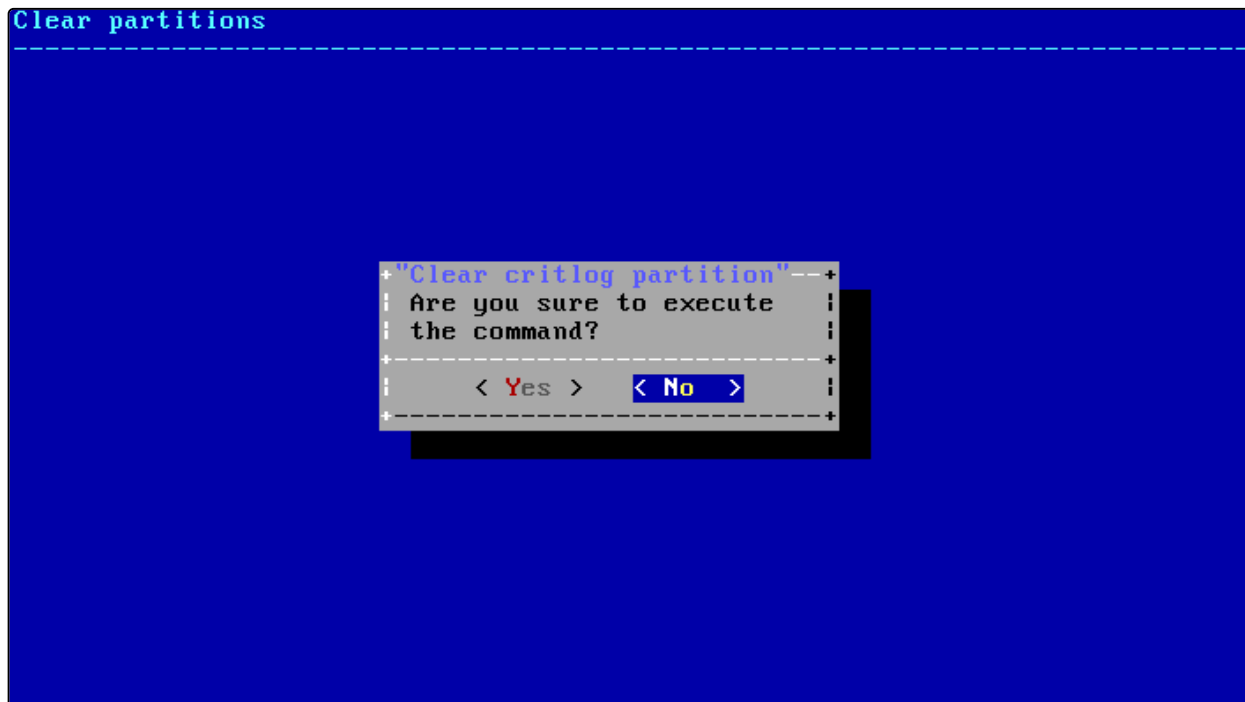 Clear partitions
"Clear critlog partition"
Are you sure to execute
the command?
< Yes > < No >